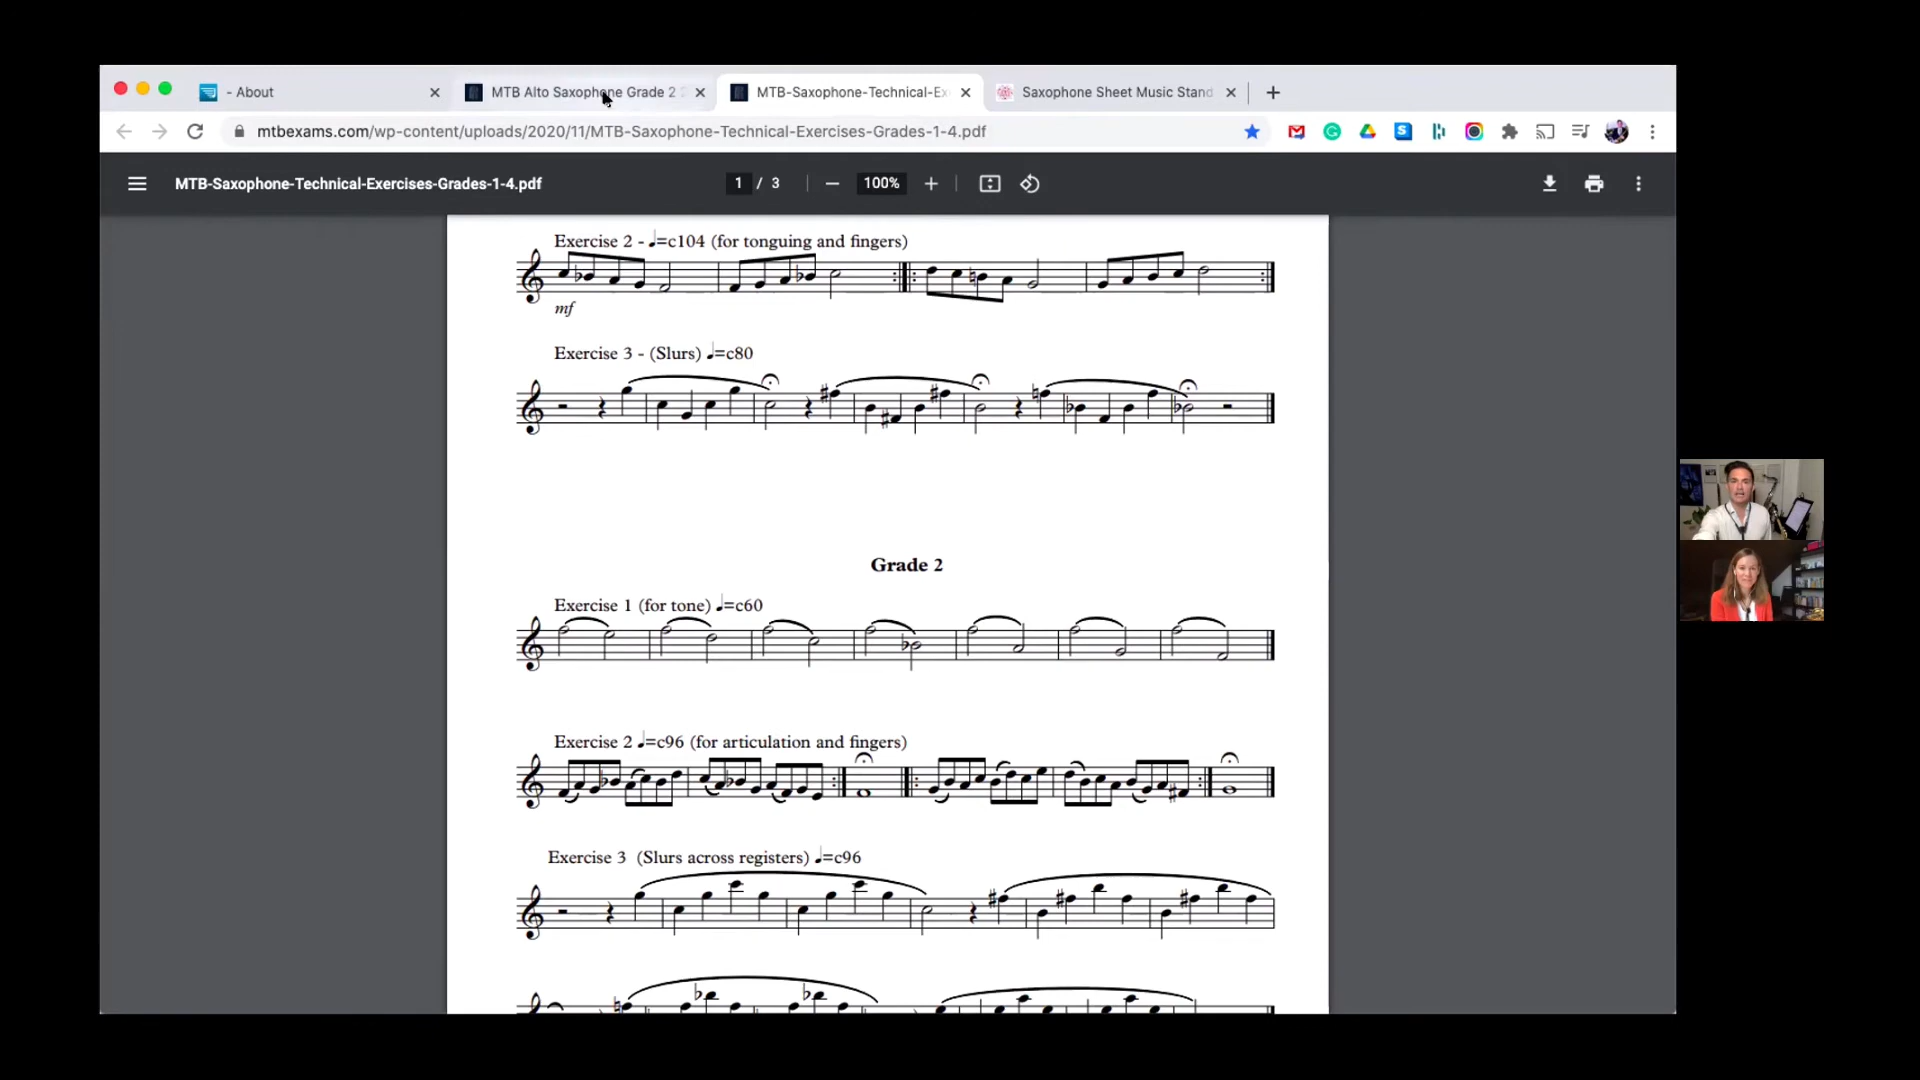 - About
MTB Alto Saxophone Grade 2
MTB-Saxophone-Technical-Ex
Saxophone Sheet Music Stand
mtbexams.com/wp-content/uploads/2020/11/MTB-Saxophone-Technical-Exercises-Grades-1-4.pdf
MTB-Saxophone-Technical-Exercises-Grades-1-4.pdf
1 / 3
100%
Exercise 2 - ♩=c104 (for tonguing and fingers)
mf
Exercise 3 - (Slurs) ♩=c80
Grade 2
Exercise 1 (for tone) ♩=c60
Exercise 2 ♩=c96 (for articulation and fingers)
Exercise 3 (Slurs across registers) ♩=c96